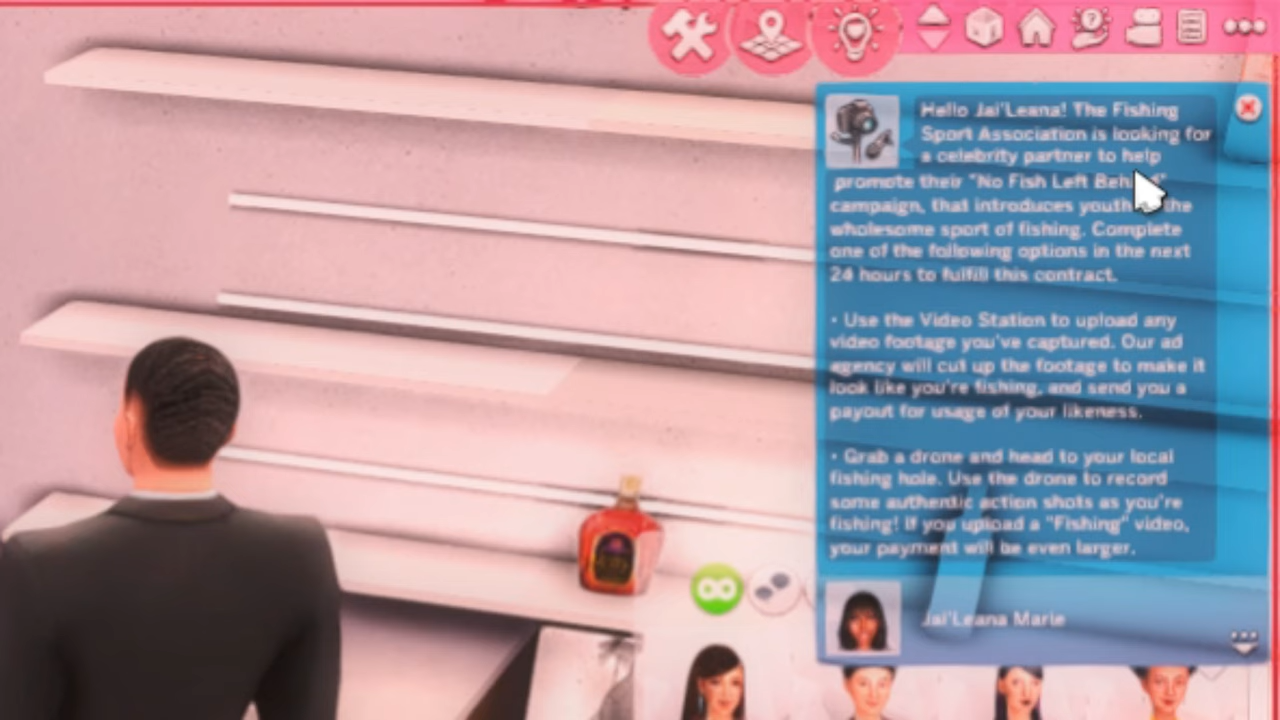 Hello Jai'Leana! The Fishing
Sport Association is looking for
a celebrity partner to help
promote their "No Fish Left Behind"
campaign, that introduces youth to the
wholesome sport of fishing. Complete
one of the following options in the next
24 hours to fulfill this contract.
• Use the Video Station to upload any
video footage you've captured. Our ad
agency will cut up the footage to make it
look like you're fishing, and send you a
payout for usage of your likeness.
• Grab a drone and head to your local
fishing hole. Use the drone to record
some authentic action shots as you're
fishing! If you upload a "Fishing" video,
your payment will be even larger.
Jai'Leana Marie